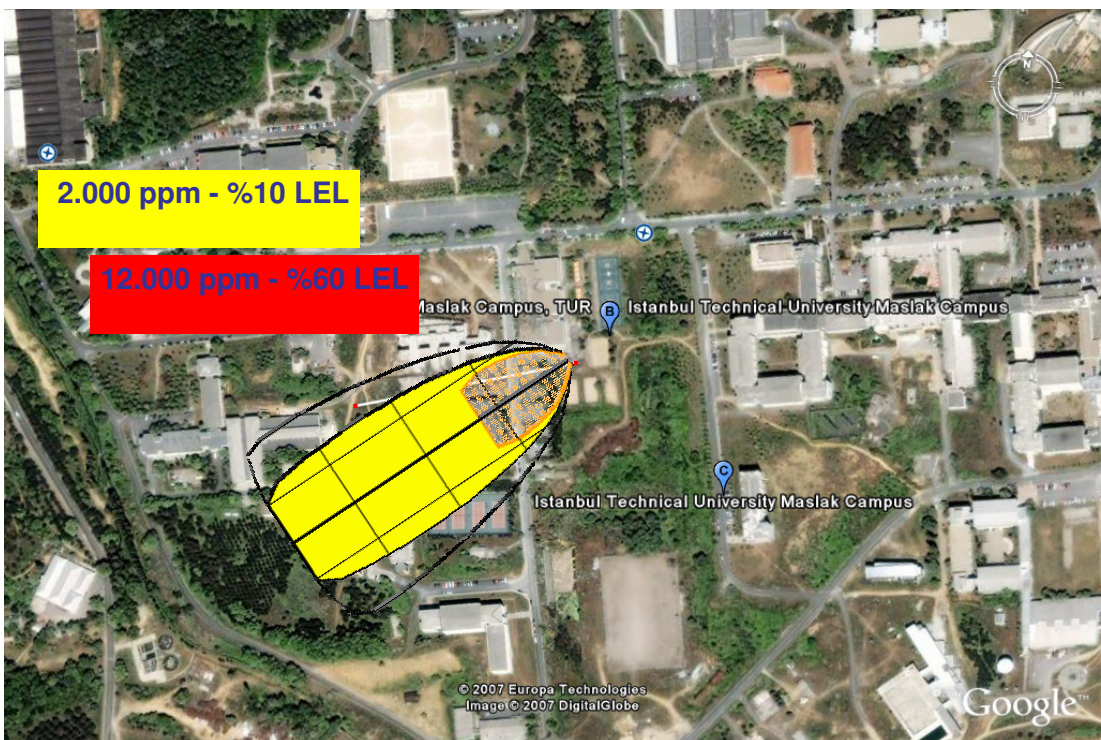 N
2.000 ppm - %10 LEL
12.000 ppm - %60 LEL
Maslak Campus, TUR
B
Istanbul Technical University Maslak Campus
C
Istanbul Technical University Maslak Campus
© 2007 Europa Technologies
Image © 2007 DigitalGlobe
Google™